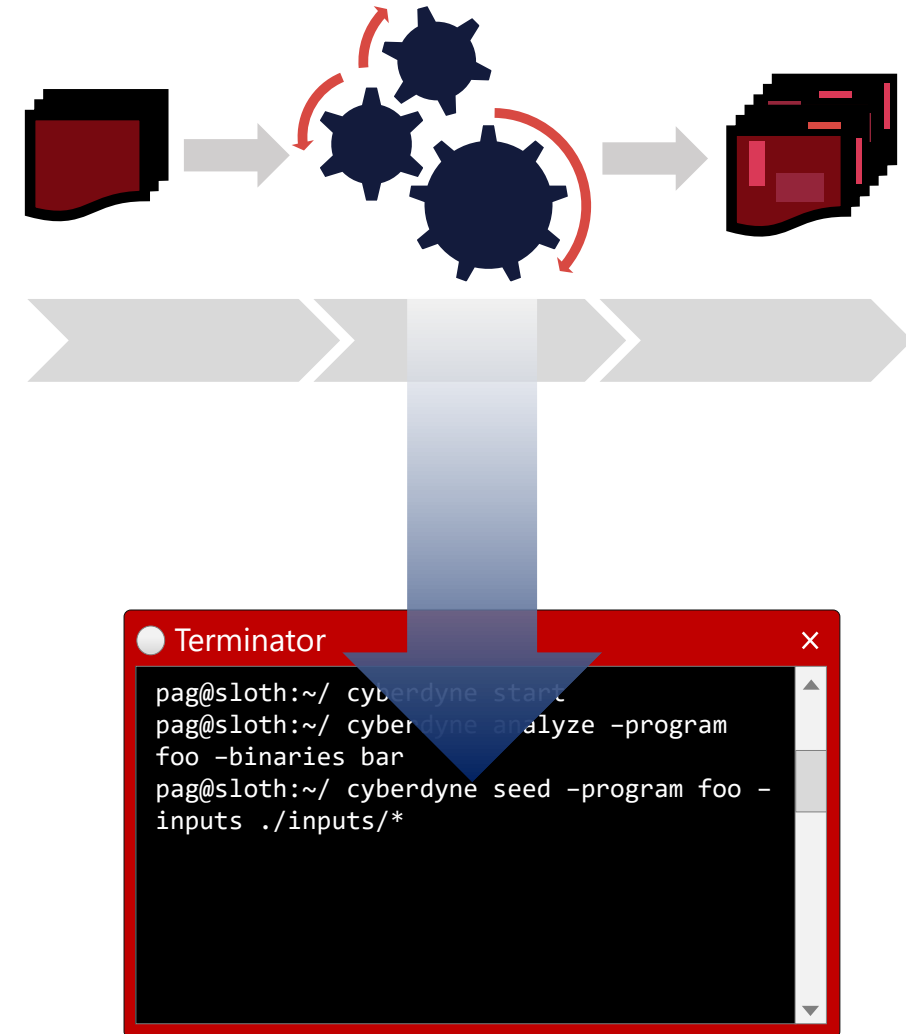 Terminator ×
pag@sloth:~/ cyberdyne start
pag@sloth:~/ cyberdyne analyze –program
foo –binaries bar
pag@sloth:~/ cyberdyne seed –program foo –
inputs ./inputs/*